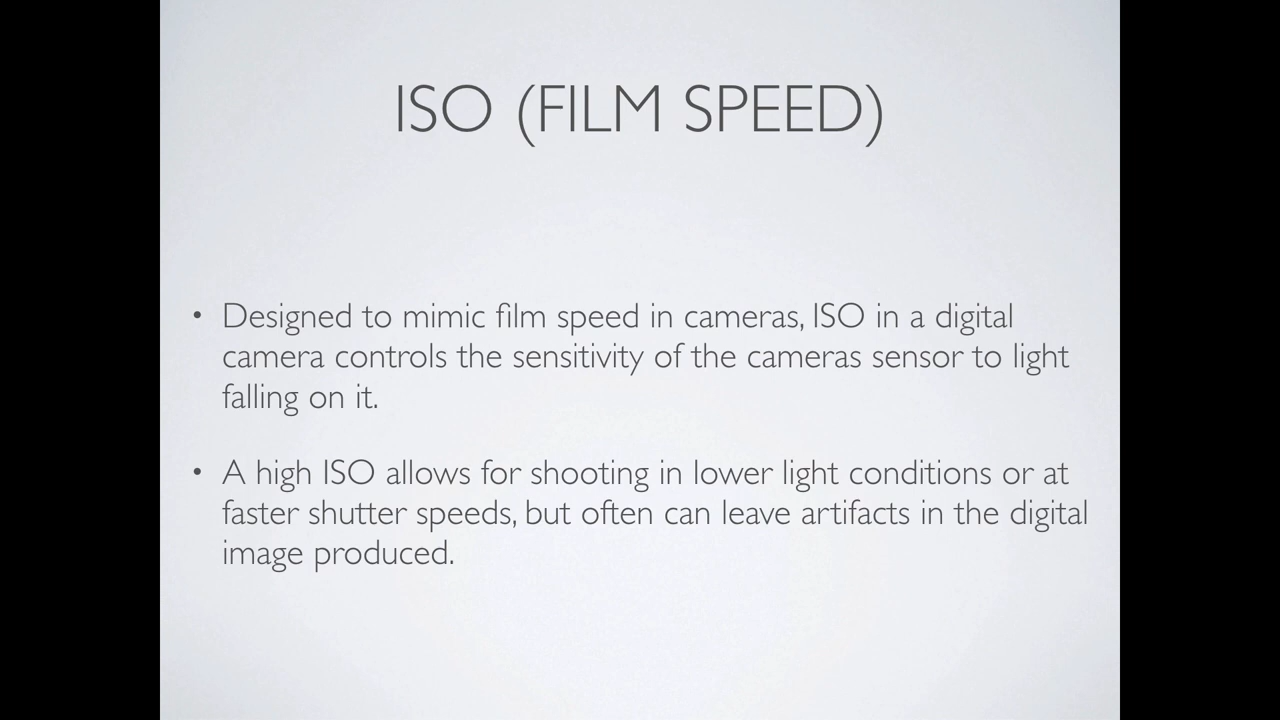 ISO (FILM SPEED)
• Designed to mimic film speed in cameras, ISO in a digital
camera controls the sensitivity of the cameras sensor to light
falling on it.
• A high ISO allows for shooting in lower light conditions or at
faster shutter speeds, but often can leave artifacts in the digital
image produced.